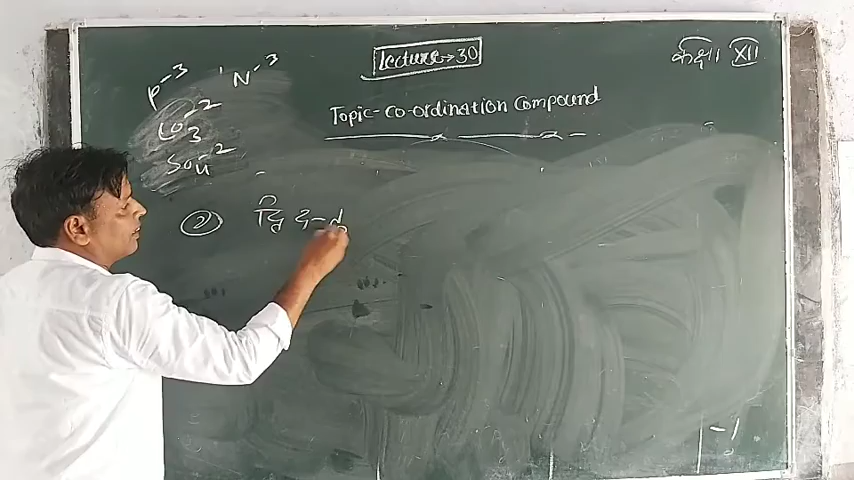 Lecture → 30
कक्षा XII
P⁻³ N⁻³
Topic-co-ordination Compound
CO₃⁻²
SO₄⁻²
②